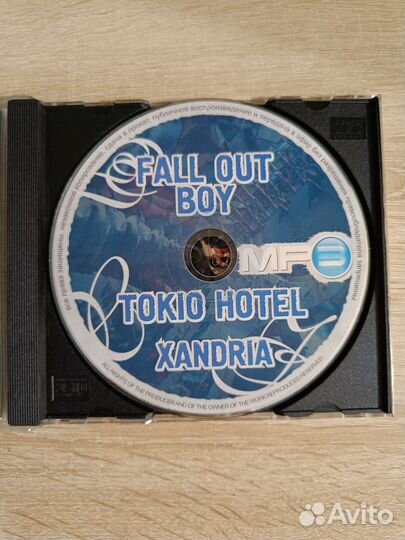 все права защищены. незаконное копирование, сдача в прокат, публичное воспроизведение и передача в эфир без разрешения правообладателя запрещены
FALL OUT
BOY
MP3
TOKIO HOTEL
XANDRIA
ALL RIGHTS OF THE PRODUCER AND OF THE OWNER OF THE WORK REPRODUCED RESERVED
Avito